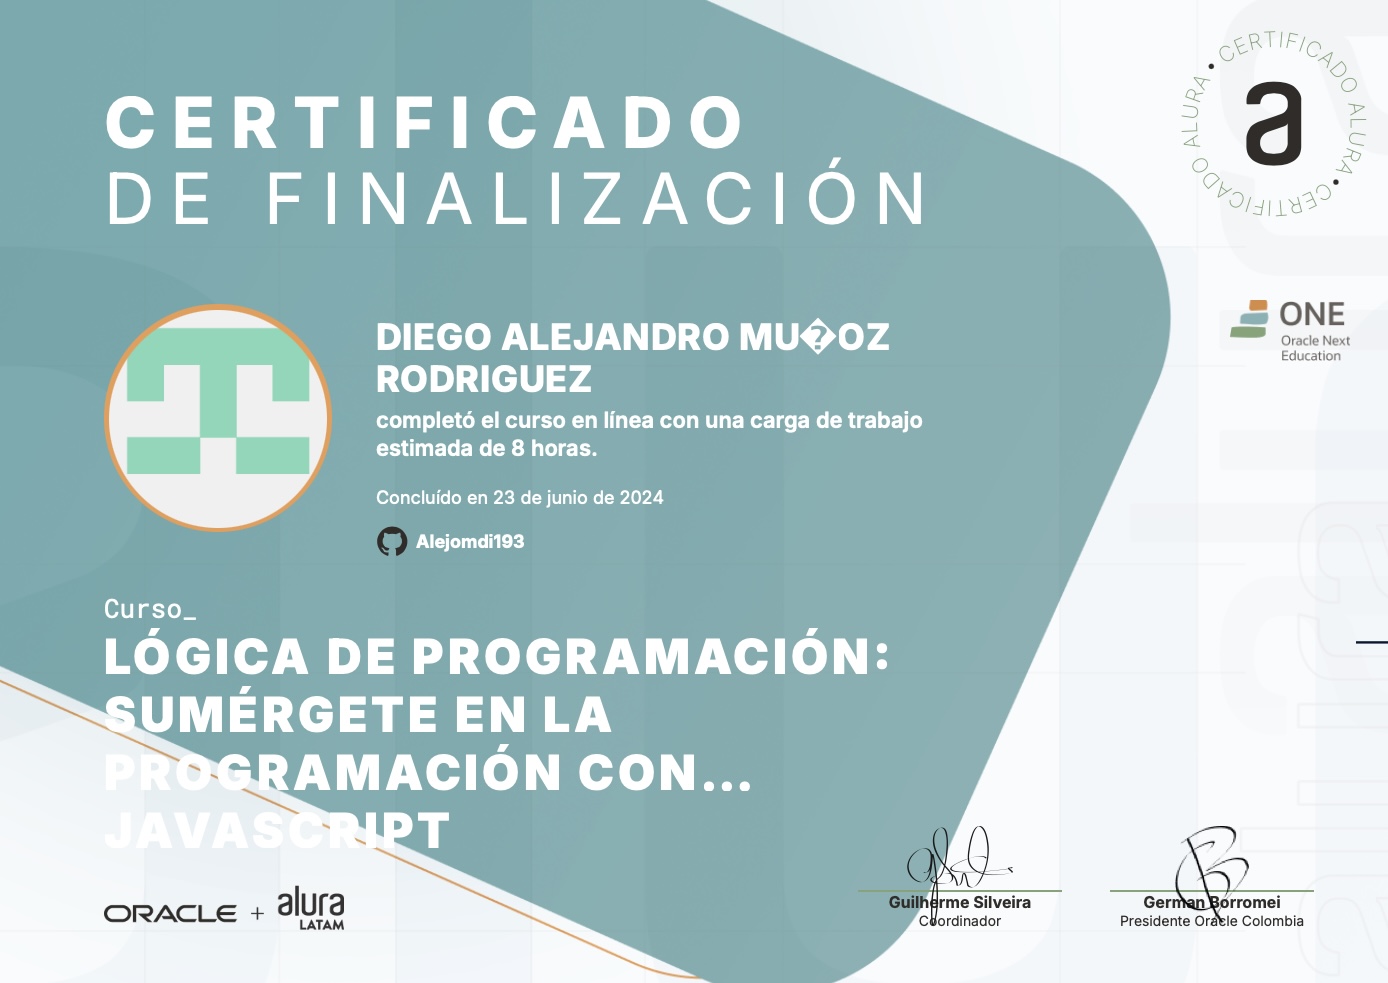 CERTIFICADO
DE FINALIZACIÓN
CERTIFICADO ALURA • CERTIFICADO ALURA •
a
ONE
Oracle Next
Education
DIEGO ALEJANDRO MU�OZ
RODRIGUEZ
completó el curso en línea con una carga de trabajo
estimada de 8 horas.
Concluído en 23 de junio de 2024
Alejomdi193
Curso_
LÓGICA DE PROGRAMACIÓN:
SUMÉRGETE EN LA
PROGRAMACIÓN CON...
JAVASCRIPT
ORACLE + alura
LATAM
Guilherme Silveira
Coordinador
German Borromei
Presidente Oracle Colombia
alura